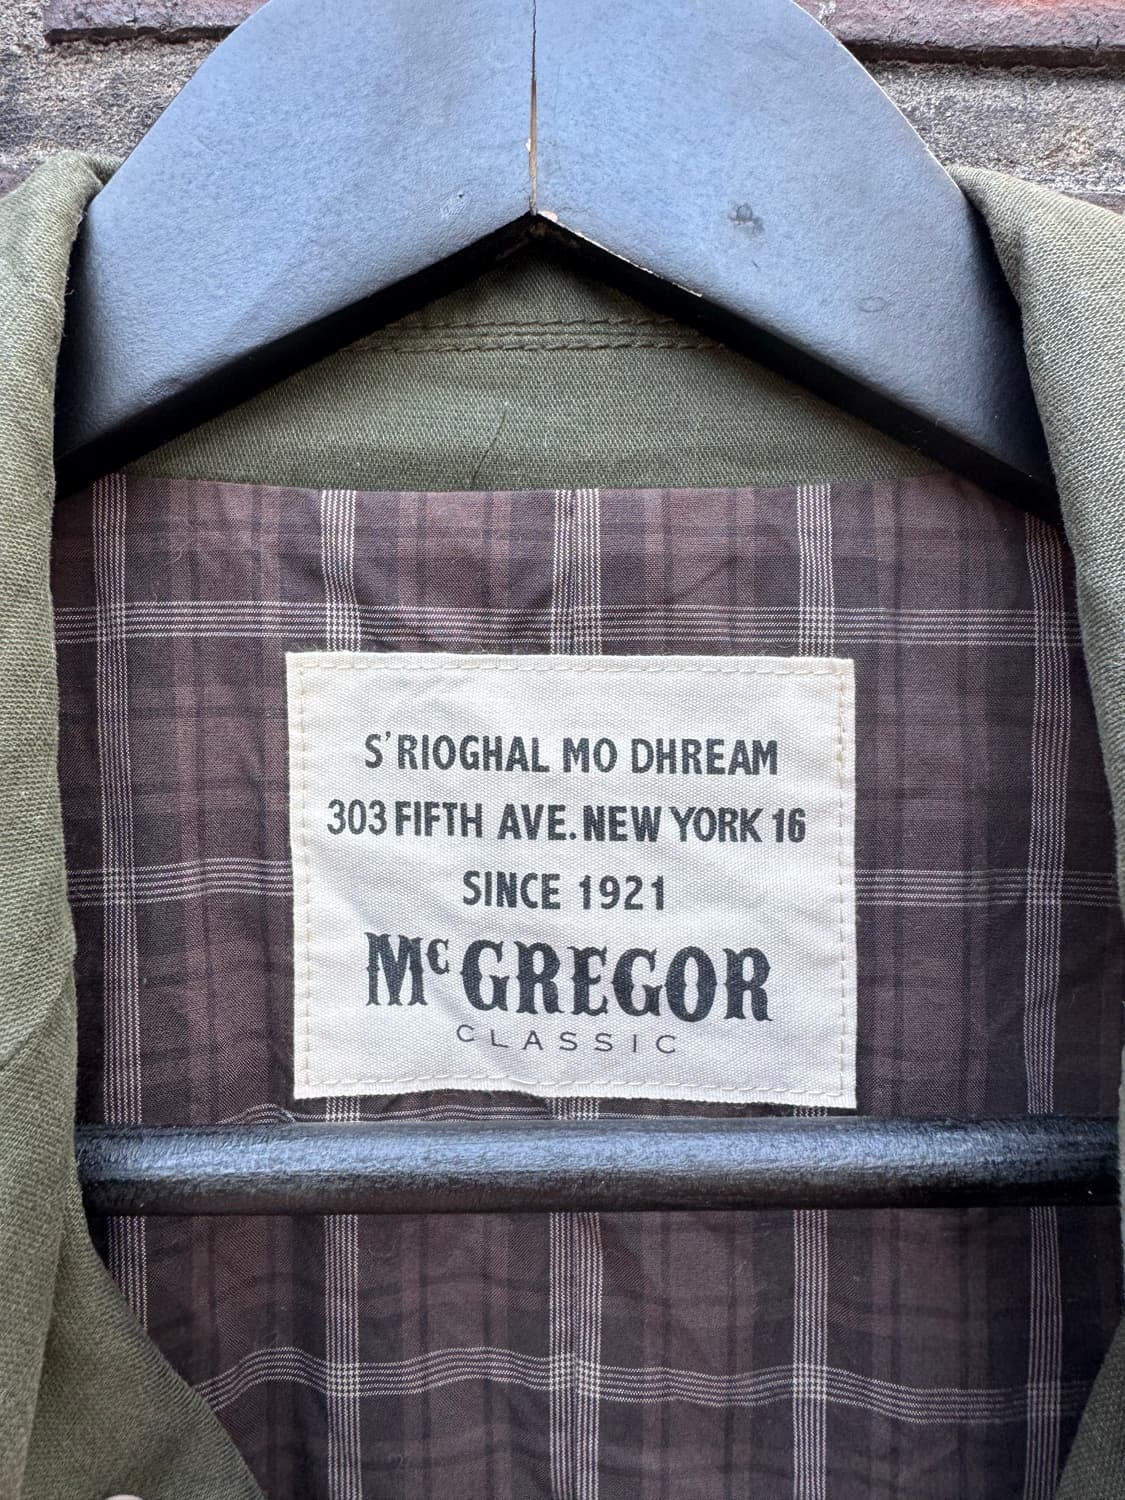 S'RIOGHAL MO DHREAM
303 FIFTH AVE. NEW YORK 16
SINCE 1921
McGREGOR
CLASSIC